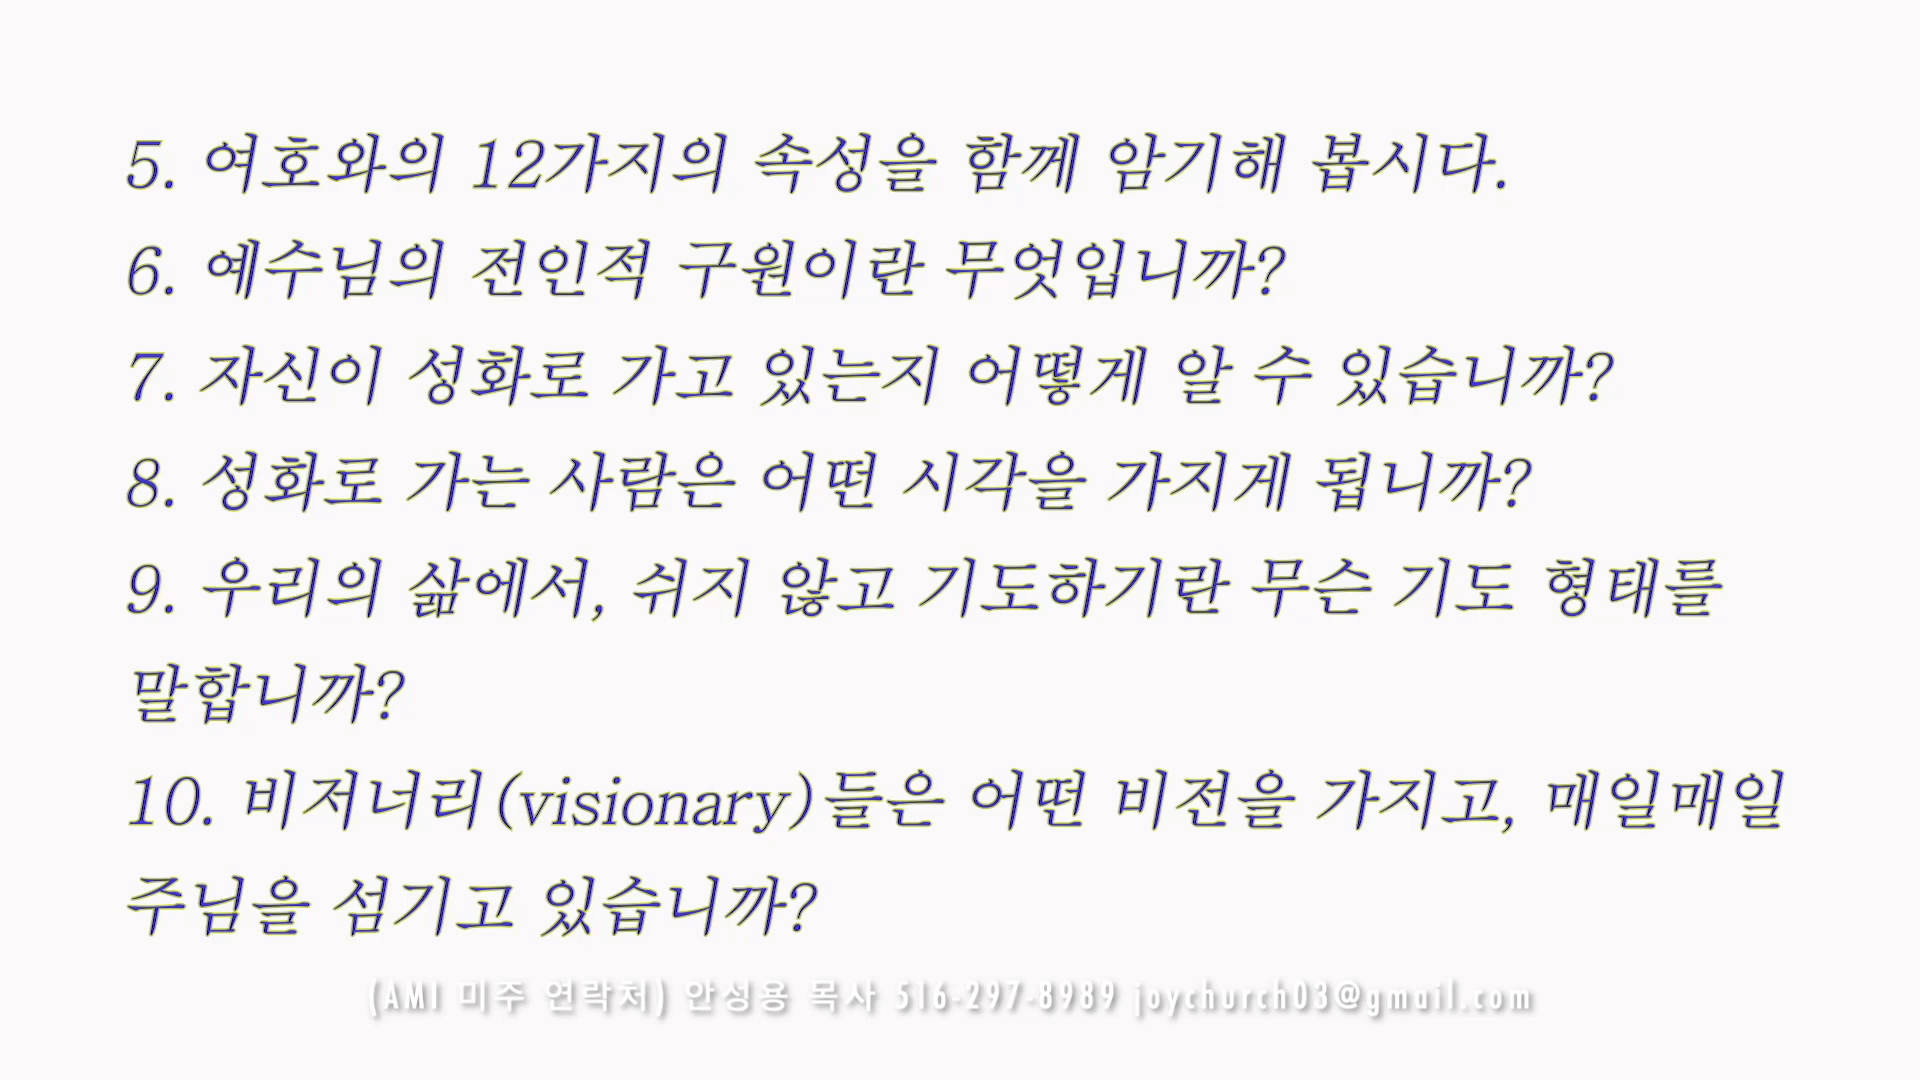 5. 여호와의 12가지의 속성을 함께 암기해 봅시다.
6. 예수님의 전인적 구원이란 무엇입니까?
7. 자신이 성화로 가고 있는지 어떻게 알 수 있습니까?
8. 성화로 가는 사람은 어떤 시각을 가지게 됩니까?
9. 우리의 삶에서, 쉬지 않고 기도하기란 무슨 기도 형태를
말합니까?
10. 비저너리(visionary)들은 어떤 비전을 가지고, 매일매일
주님을 섬기고 있습니까?
(AMI 미주 연락처) 안성용 목사 516-297-8989 joychurch03@gmail.com